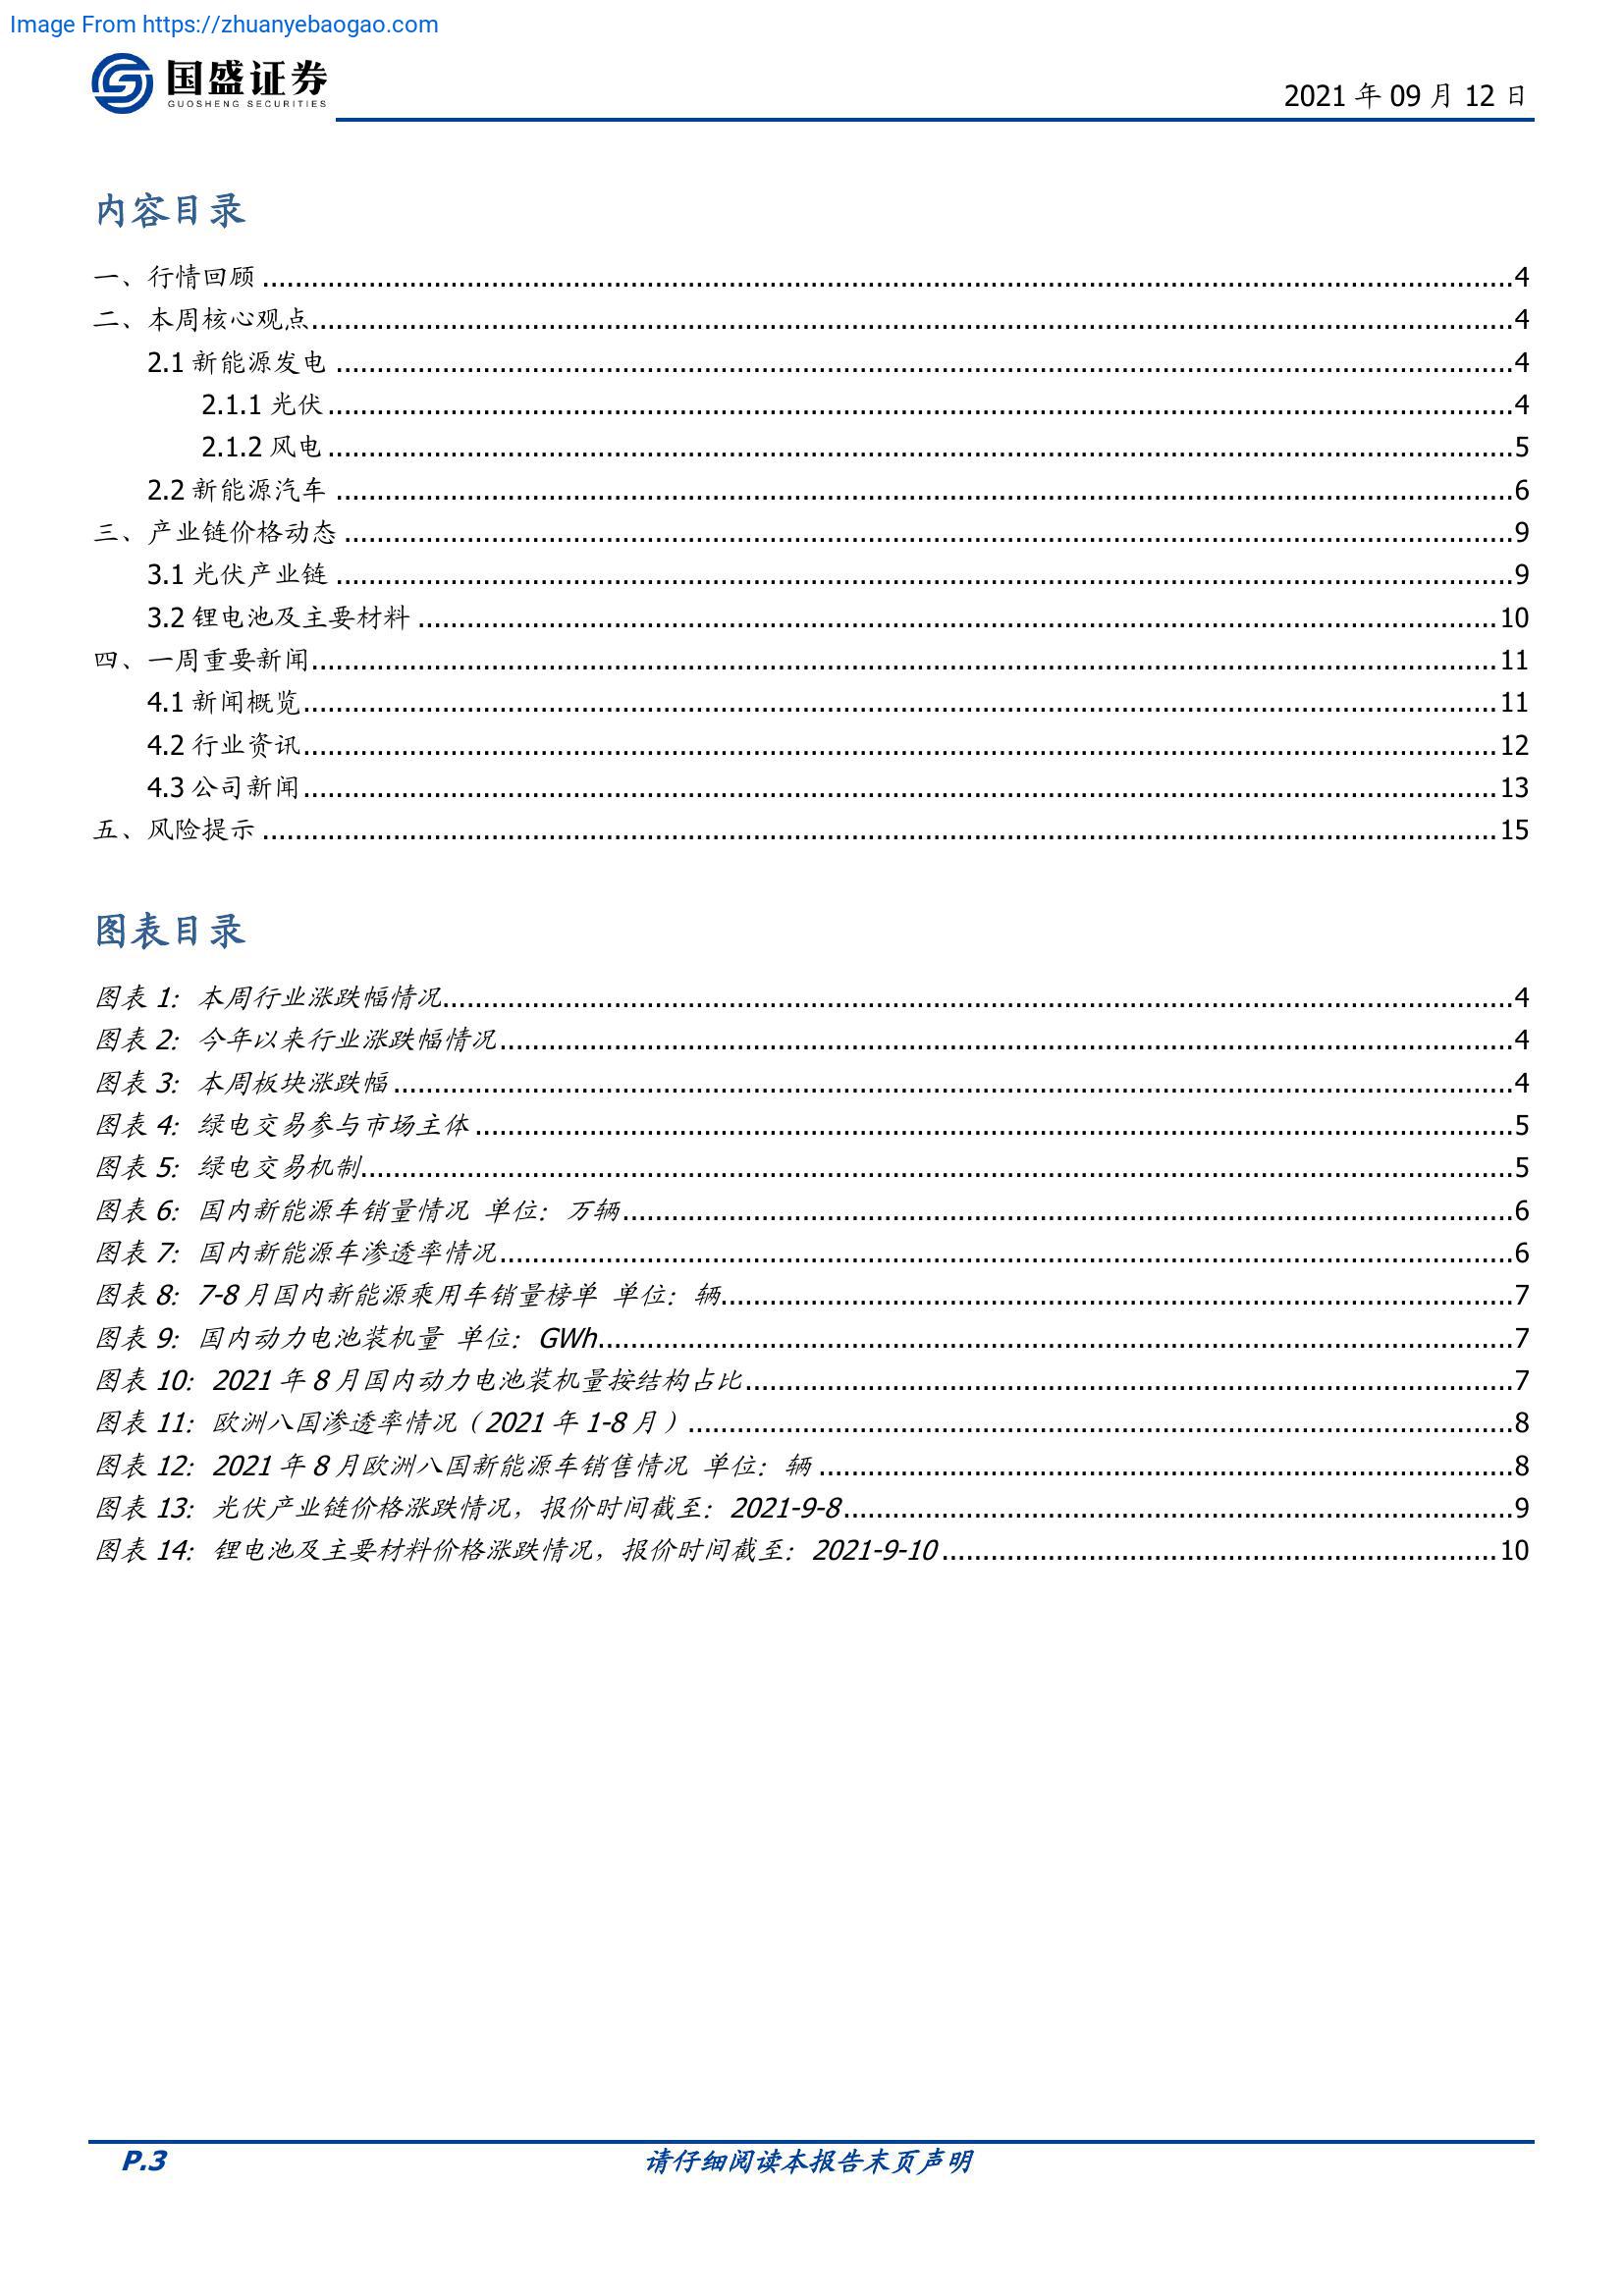 Image From https://zhuanyebaogao.com
国盛证券
GUOSHENG SECURITIES
2021 年 09 月 12 日
内容目录
一、行情回顾 ........ 4
二、本周核心观点 ........ 4
2.1 新能源发电 ........ 4
2.1.1 光伏 ........ 4
2.1.2 风电 ........ 5
2.2 新能源汽车 ........ 6
三、产业链价格动态 ........ 9
3.1 光伏产业链 ........ 9
3.2 锂电池及主要材料 ........ 10
四、一周重要新闻 ........ 11
4.1 新闻概览 ........ 11
4.2 行业资讯 ........ 12
4.3 公司新闻 ........ 13
五、风险提示 ........ 15
图表目录
图表 1: 本周行业涨跌幅情况 ........ 4
图表 2: 今年以来行业涨跌幅情况 ........ 4
图表 3: 本周板块涨跌幅 ........ 4
图表 4: 绿电交易参与市场主体 ........ 5
图表 5: 绿电交易机制 ........ 5
图表 6: 国内新能源车销量情况 单位：万辆 ........ 6
图表 7: 国内新能源车渗透率情况 ........ 6
图表 8: 7-8 月国内新能源乘用车销量榜单 单位：辆 ........ 7
图表 9: 国内动力电池装机量 单位：GWh ........ 7
图表 10: 2021 年 8 月国内动力电池装机量按结构占比 ........ 7
图表 11: 欧洲八国渗透率情况（2021 年 1-8 月） ........ 8
图表 12: 2021 年 8 月欧洲八国新能源车销售情况 单位：辆 ........ 8
图表 13: 光伏产业链价格涨跌情况，报价时间截至：2021-9-8 ........ 9
图表 14: 锂电池及主要材料价格涨跌情况，报价时间截至：2021-9-10 ........ 10
P.3
请仔细阅读本报告末页声明